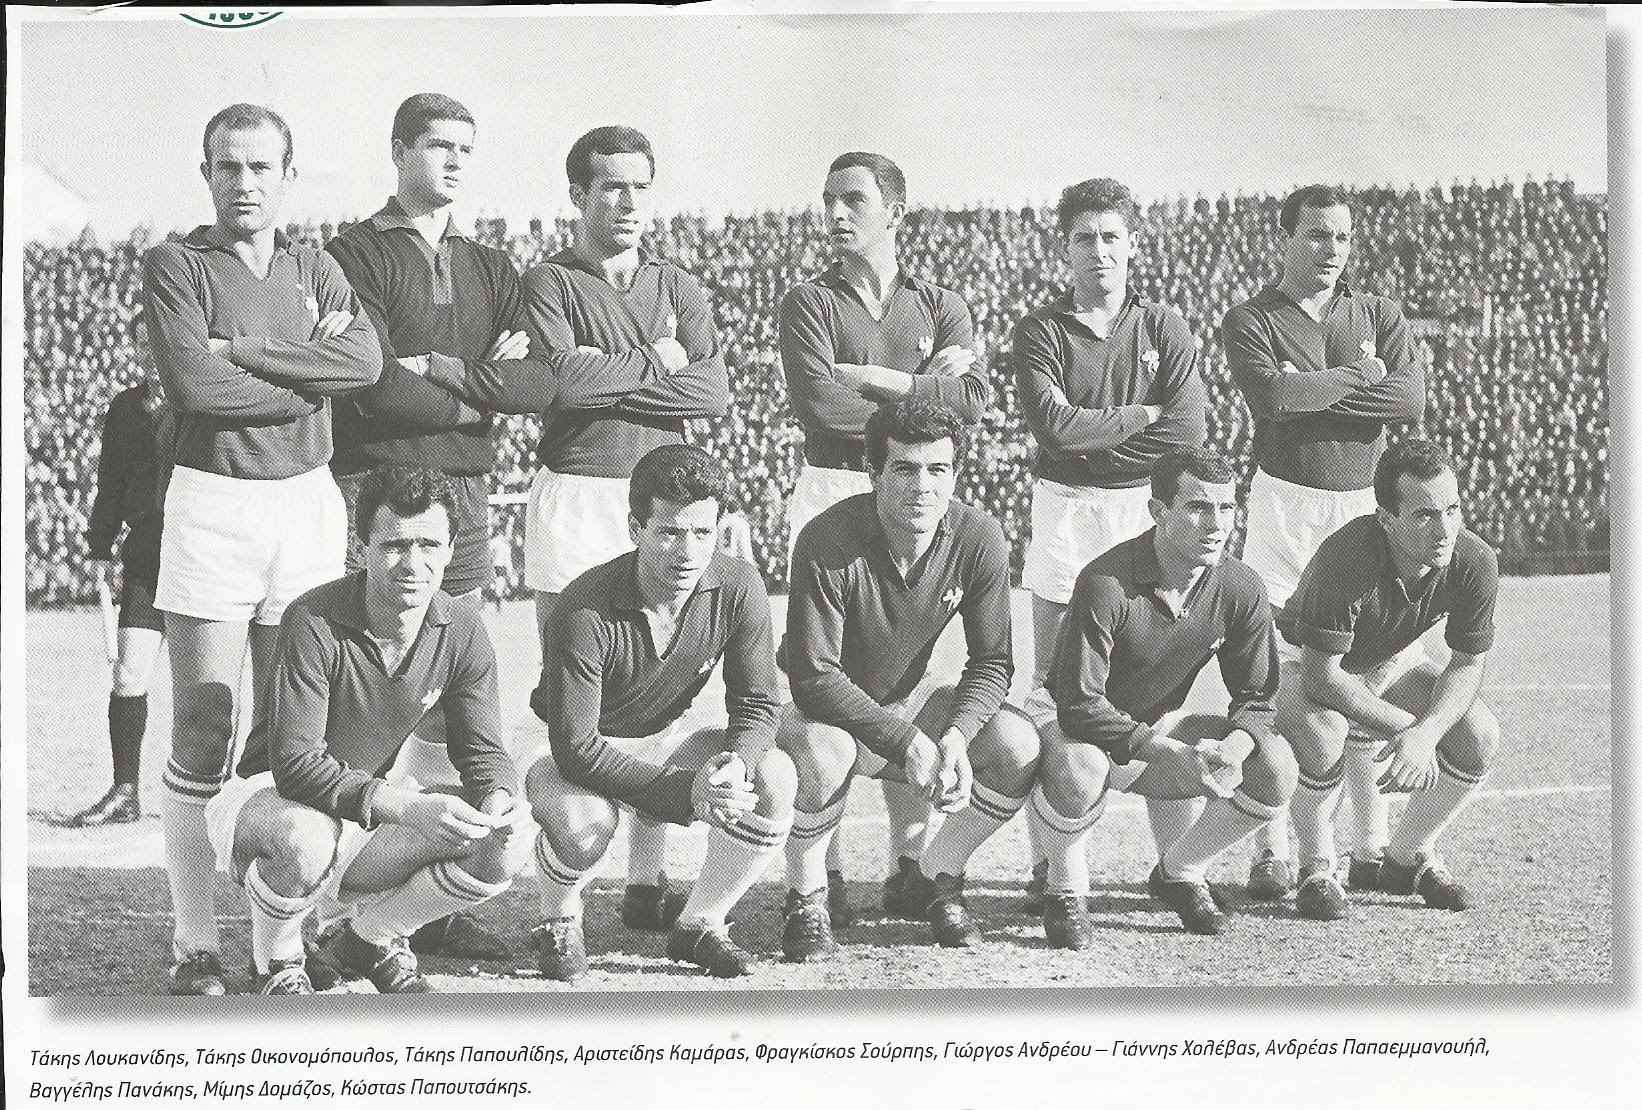 Τάκης Λουκανίδης, Τάκης Οικονομόπουλος, Τάκης Παπουλίδης, Αριστείδης Καμάρας, Φραγκίσκος Σούρπης, Γιώργος Ανδρέου – Γιάννης Χολέβας, Ανδρέας Παπαεμμανουήλ,
Βαγγέλης Πανάκης, Μίμης Δομάζος, Κώστας Παπουτσάκης.